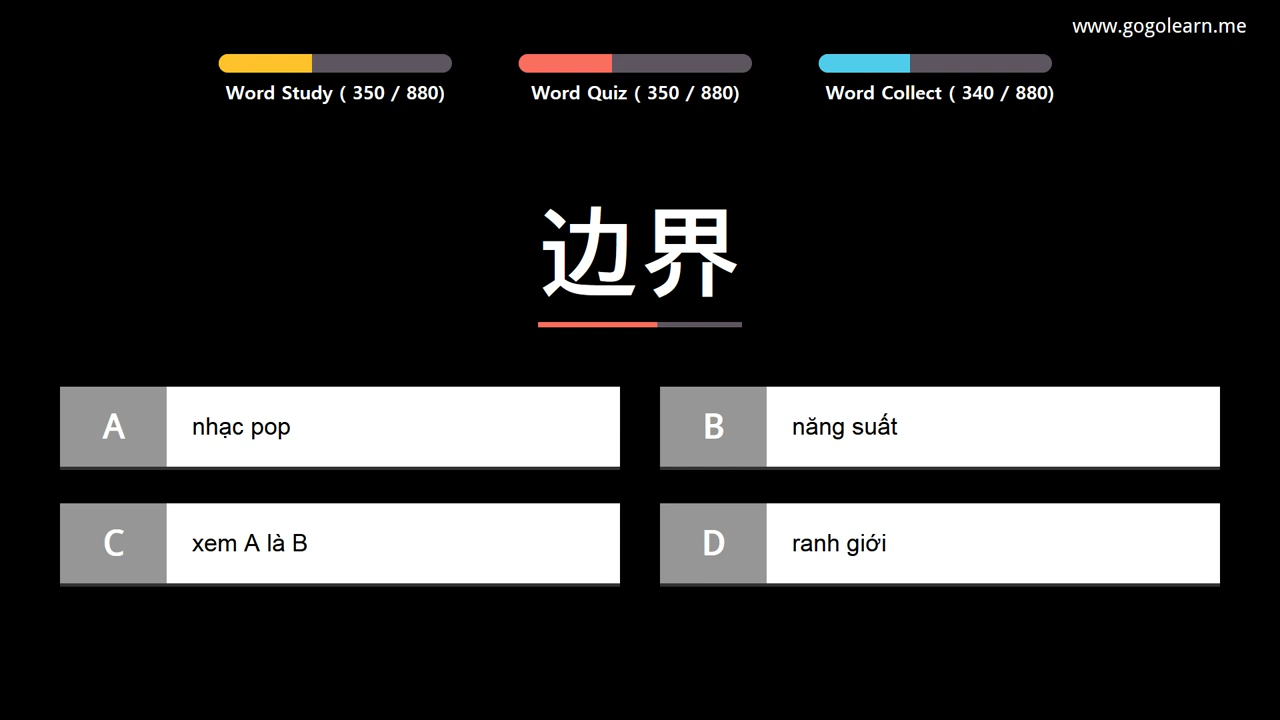 www.gogolearn.me
Word Study ( 350 / 880)
Word Quiz ( 350 / 880)
Word Collect ( 340 / 880)
边界
A
nhạc pop
B
năng suất
C
xem A là B
D
ranh giới